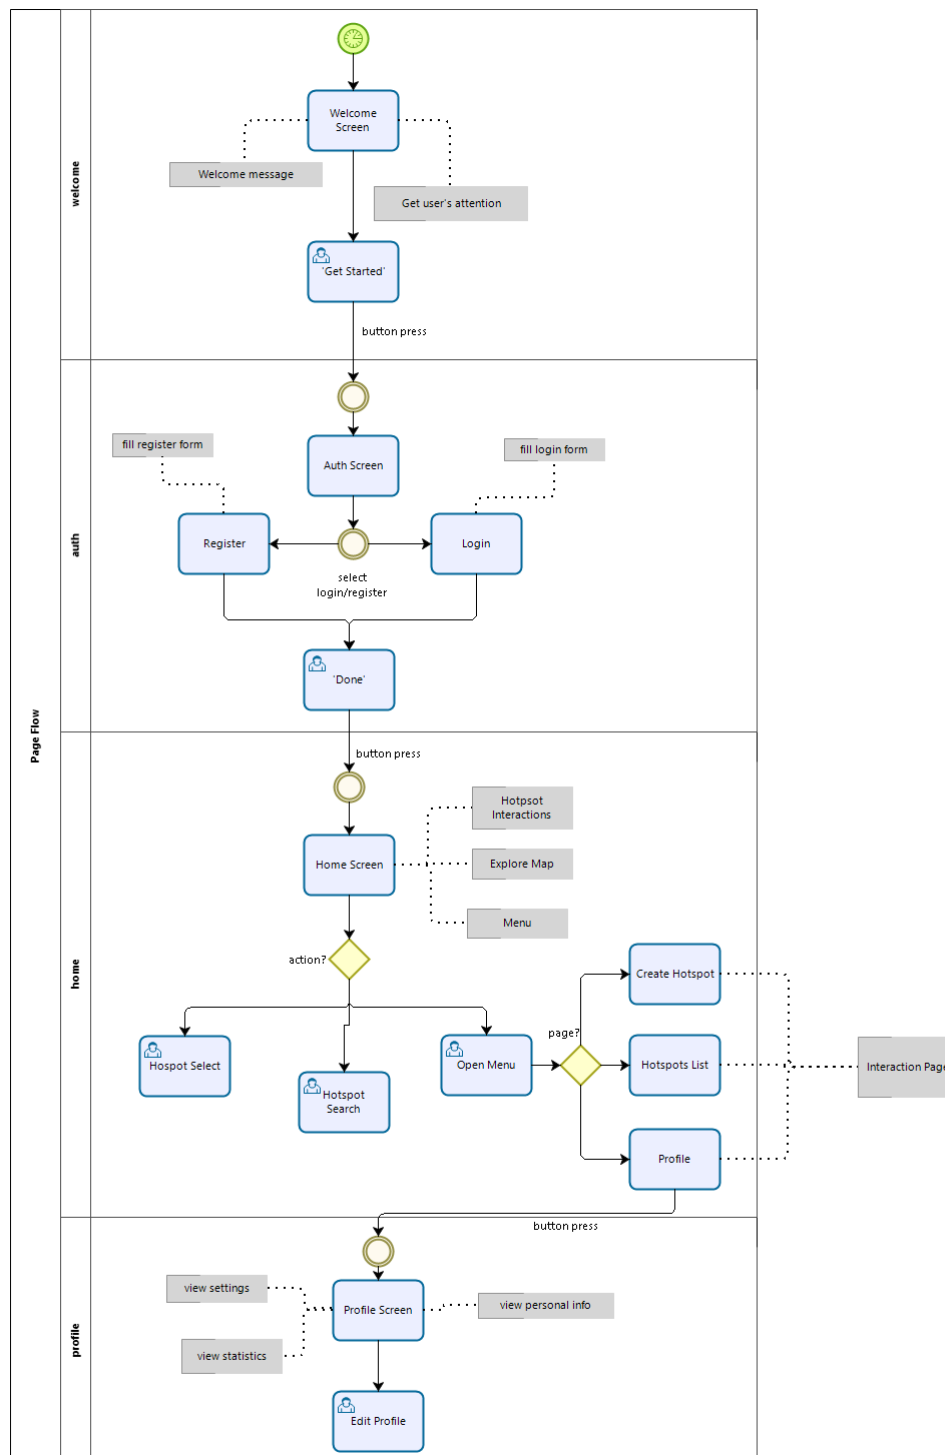 Page Flow
welcome
Welcome
Screen
Welcome message
Get user's attention
'Get Started'
button press
auth
fill register form
fill login form
Auth Screen
Register
Login
select
login/register
'Done'
button press
home
Hotpsot
Interactions
Home Screen
Explore Map
Menu
action?
Create Hotspot
page?
Hospot Select
Open Menu
Hotspots List
Interaction Page
Hotspot
Search
Profile
button press
profile
view settings
Profile Screen
view personal info
view statistics
Edit Profile